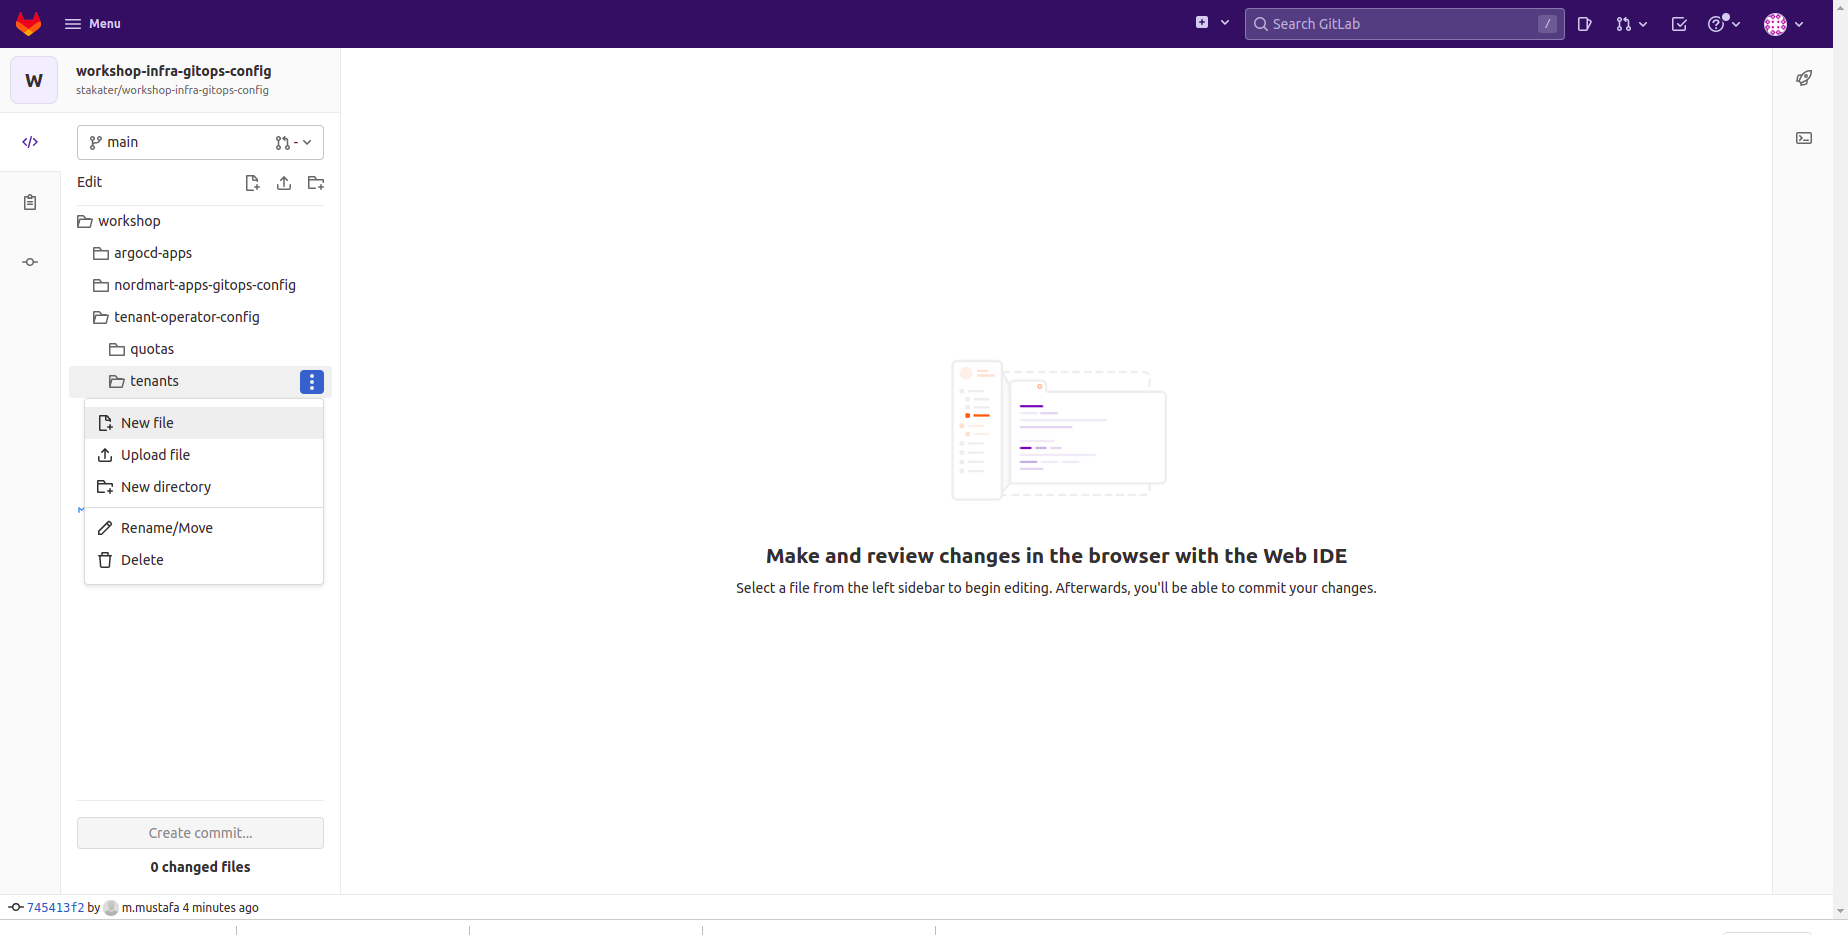 Menu
Search GitLab /
W
workshop-infra-gitops-config
stakater/workshop-infra-gitops-config
main -
Edit
workshop
argocd-apps
nordmart-apps-gitops-config
tenant-operator-config
quotas
tenants
New file
Upload file
New directory
Rename/Move
Delete
Make and review changes in the browser with the Web IDE
Select a file from the left sidebar to begin editing. Afterwards, you'll be able to commit your changes.
Create commit...
0 changed files
745413f2 by m.mustafa 4 minutes ago